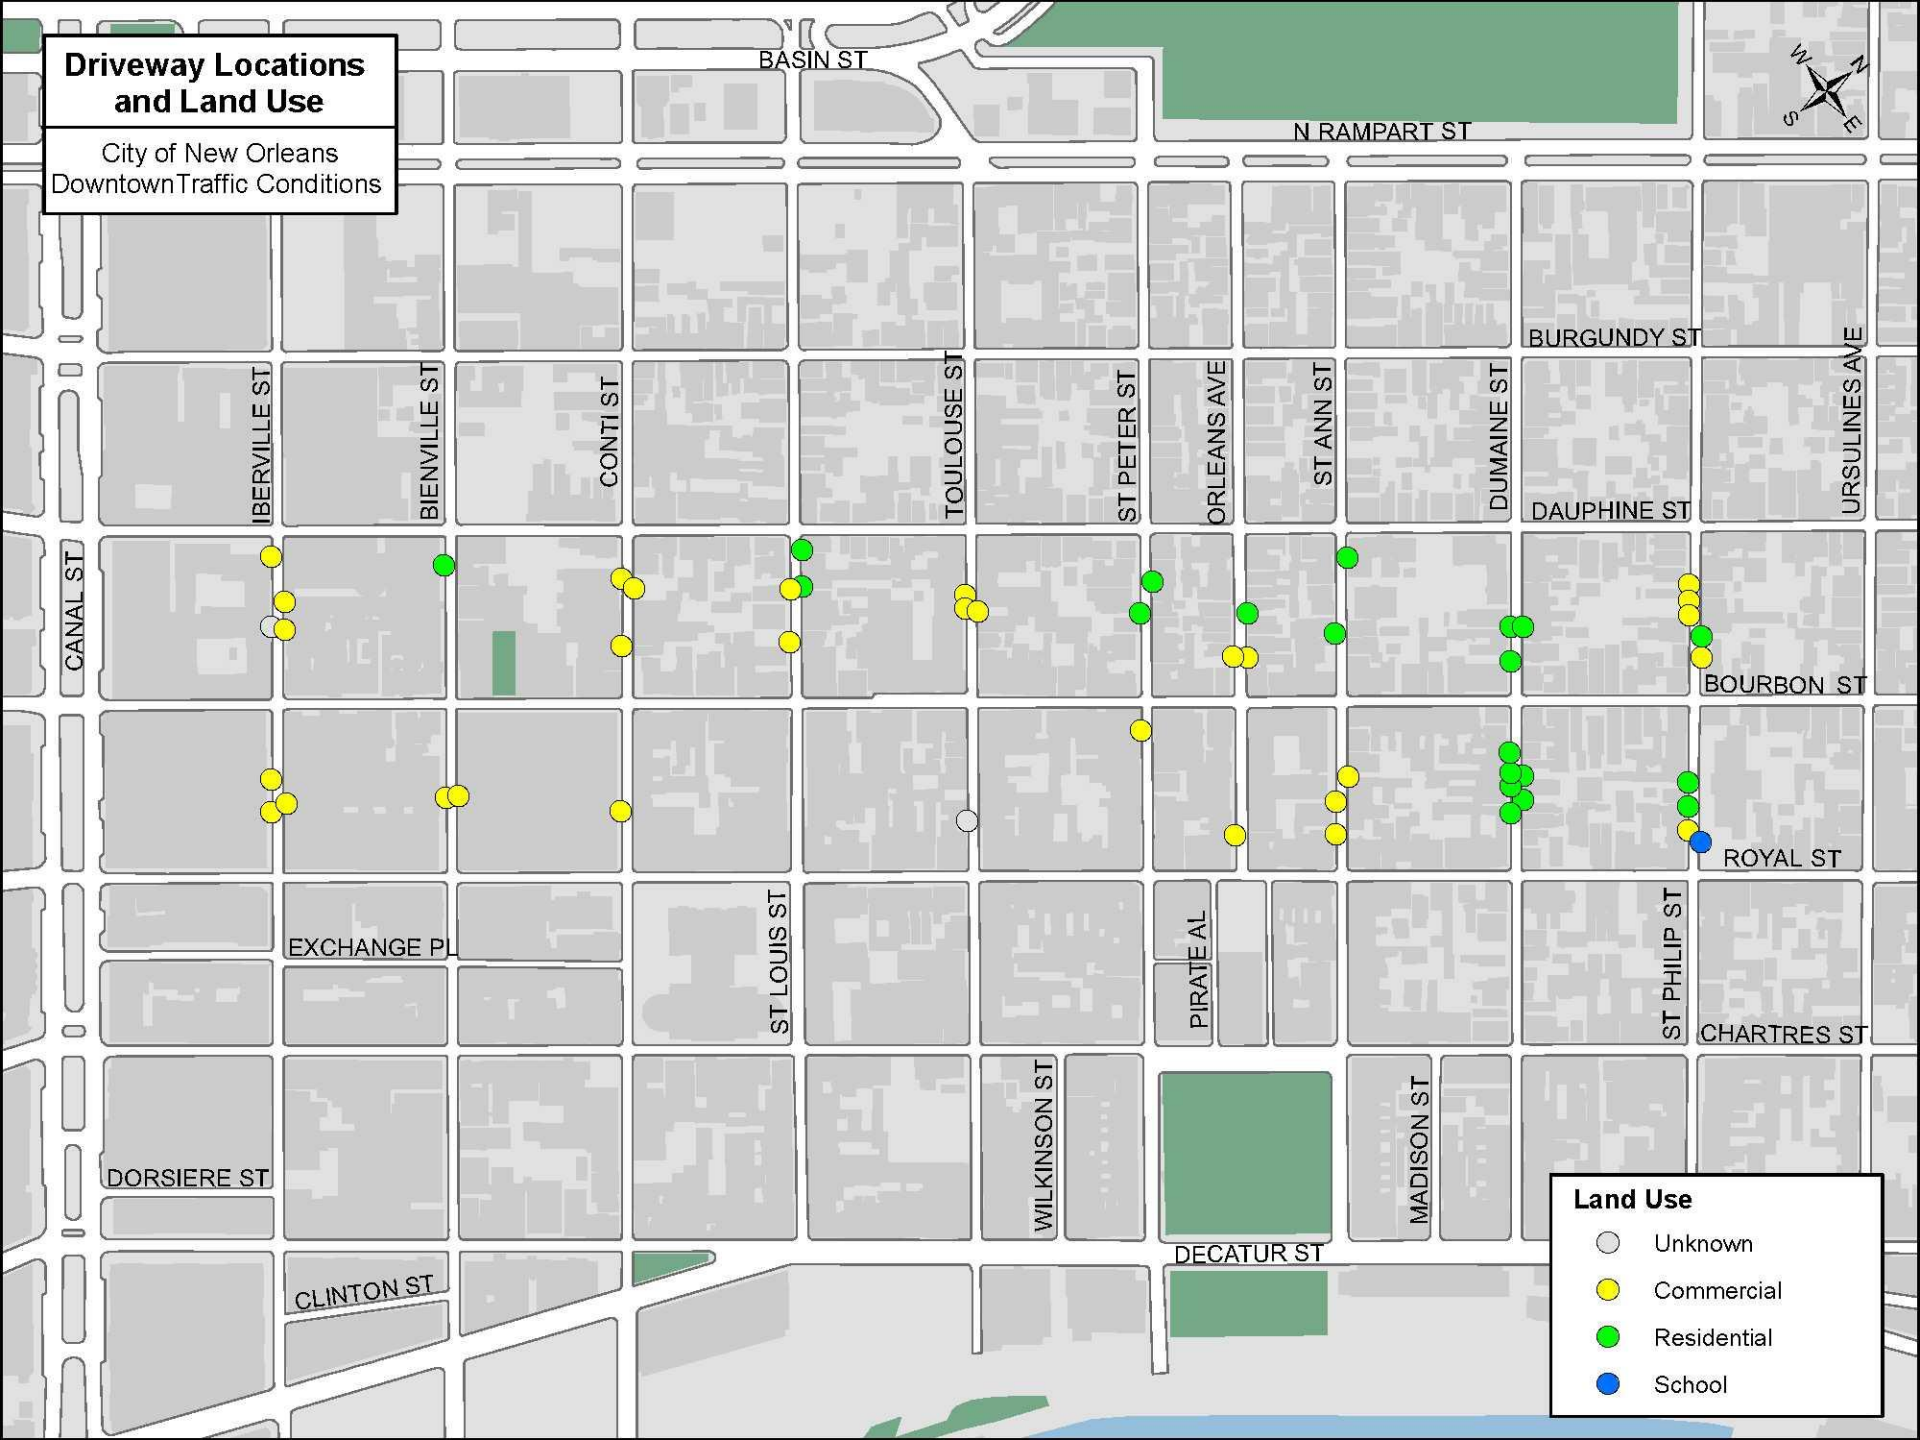 BASIN ST
Driveway Locations
and Land Use
City of New Orleans
DowntownTraffic Conditions
W
N
S
E
N RAMPART ST
BURGUNDY ST
IBERVILLE ST
BIENVILLE ST
CONTI ST
TOULOUSE ST
ST PETER ST
ORLEANS AVE
ST ANN ST
DUMAINE ST
URSULINES AVE
DAUPHINE ST
CANAL ST
BOURBON ST
ROYAL ST
EXCHANGE PL
ST LOUIS ST
PIRATE AL
ST PHILIP ST
CHARTRES ST
DORSIERE ST
WILKINSON ST
MADISON ST
DECATUR ST
CLINTON ST
Land Use
Unknown
Commercial
Residential
School